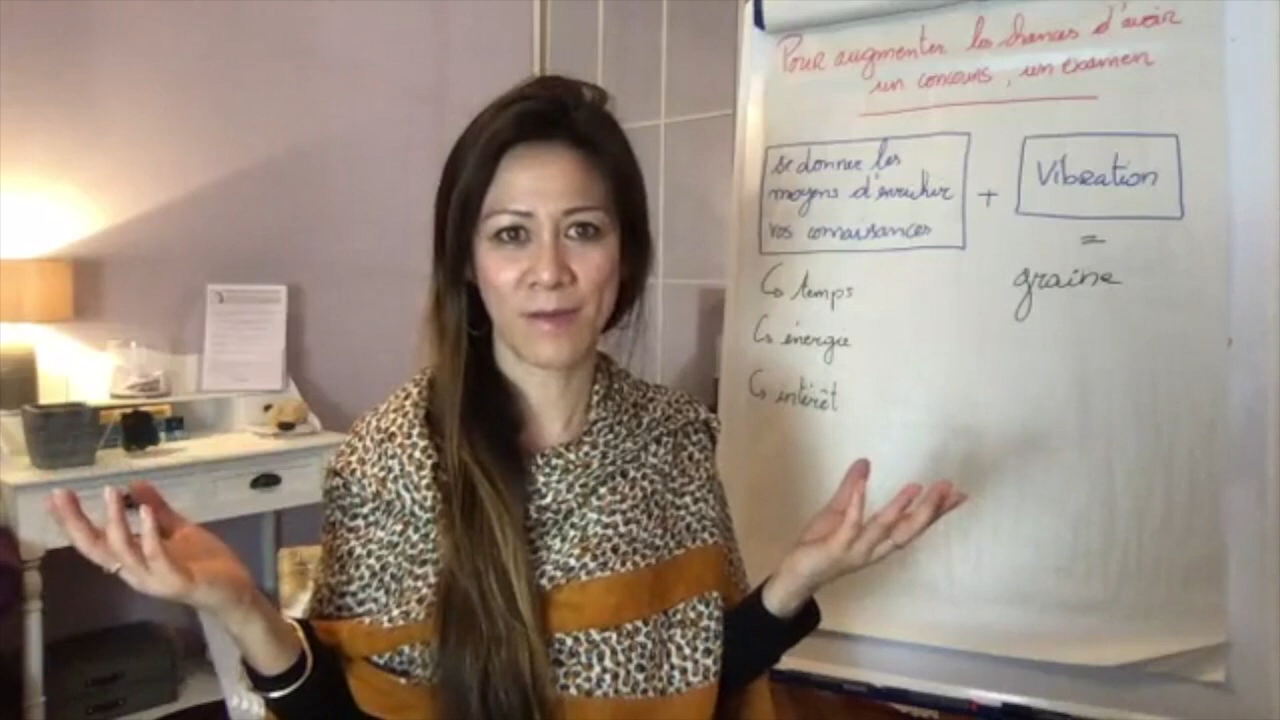 Pour augmenter les chances d'avoir
un concours, un examen
se donner les
moyens d'enrichir
vos connaissances
+
Vibration
=
graine
↳ temps
↳ énergie
↳ intérêt